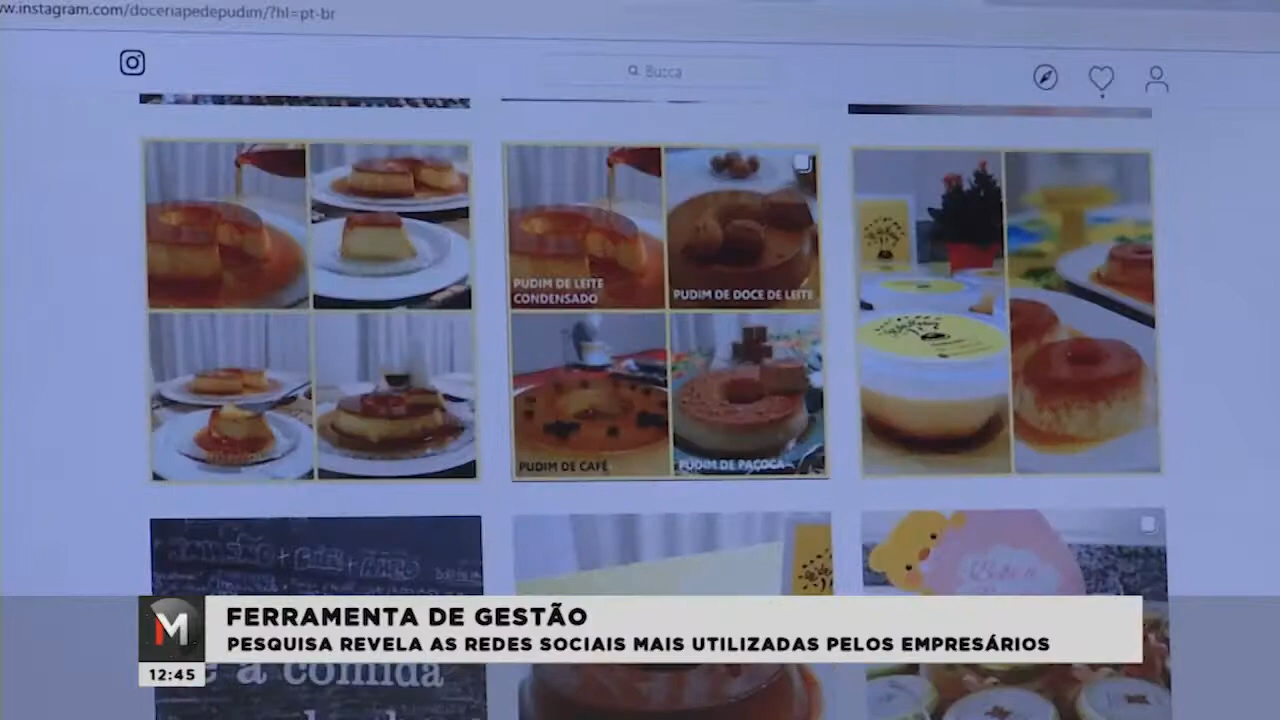 w.instagram.com/doceriapedepudim/?hl=pt-br
Busca
PUDIM DE LEITE
CONDENSADO
PUDIM DE DOCE DE LEITE
PUDIM DE CAFÉ
PUDIM DE PAÇOCA
M
FERRAMENTA DE GESTÃO
PESQUISA REVELA AS REDES SOCIAIS MAIS UTILIZADAS PELOS EMPRESÁRIOS
12:45
e a comida